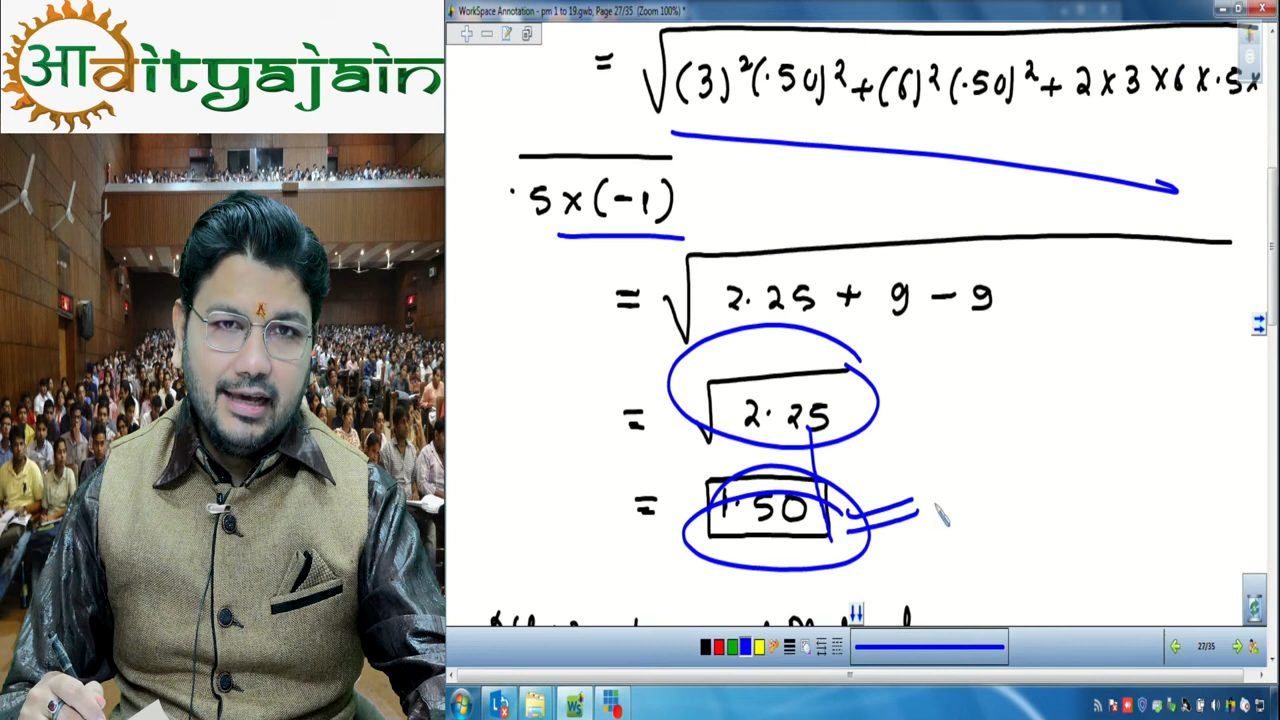 WorkSpace Annotation - pm 1 to 19.gwb, Page 27/35 (Zoom 100%) *
आdityajain
= √(3)²(.50)² + (6)² (.50)² + 2 × 3 × 6 × .5 ×
.5 × (-1)
= √2.25 + 9 - 9
= √2.25
= 1.50
27/35